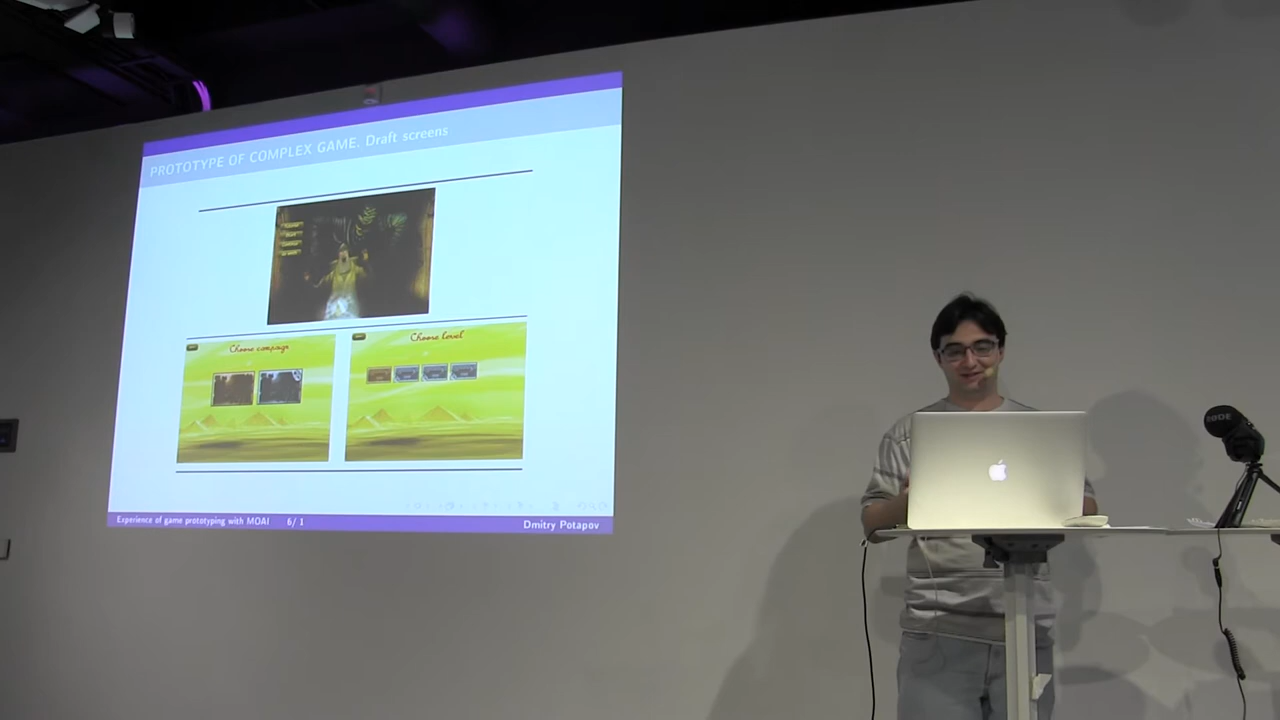 PROTOTYPE OF COMPLEX GAME. Draft screens
Choose campaign
Choose level
Experience of game prototyping with MOAI 6/ 1
Dmitry Potapov
RODE